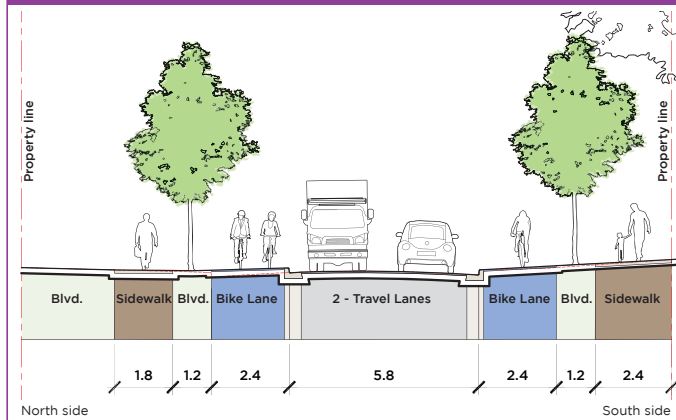 Property line
Property line
Blvd. Sidewalk Blvd. Bike Lane 2 - Travel Lanes Bike Lane Blvd. Sidewalk
1.8 1.2 2.4 5.8 2.4 1.2 2.4
North side South side